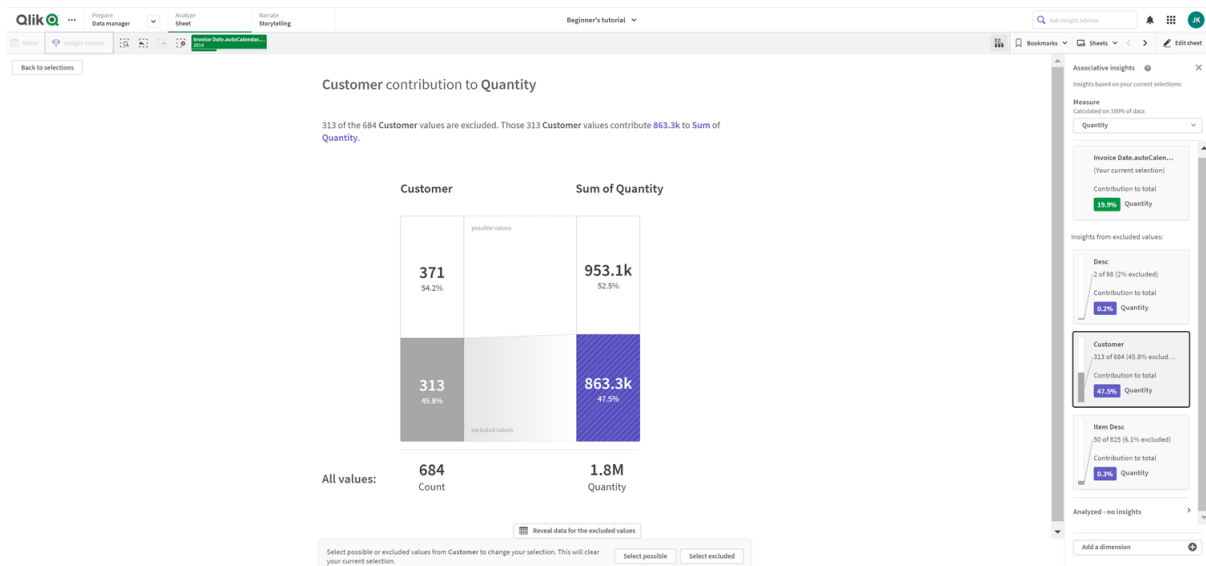 Qlik
Prepare
Data manager
Analyze
Sheet
Narrate
Storytelling
Beginner's tutorial
Ask Insight Advisor
JK
Notes
Insight Advisor
Invoice Date.autoCalendar....
2014
Bookmarks
Sheets
Edit sheet
Back to selections
Customer contribution to Quantity
313 of the 684 Customer values are excluded. Those 313 Customer values contribute 863.3k to Sum of
Quantity.
Customer
Sum of Quantity
possible values
371
54.2%
953.1k
52.5%
313
45.8%
863.3k
47.5%
excluded values
All values:
684
Count
1.8M
Quantity
Reveal data for the excluded values
Select possible or excluded values from Customer to change your selection. This will clear
your current selection.
Select possible
Select excluded
Associative insights
Insights based on your current selections:
Measure
Calculated on 100% of data
Quantity
Invoice Date.autoCalen...
(Your current selection)
Contribution to total
19.9% Quantity
Insights from excluded values:
Desc
2 of 98 (2% excluded)
Contribution to total
0.2% Quantity
Customer
313 of 684 (45.8% exclud...
Contribution to total
47.5% Quantity
Item Desc
50 of 825 (6.1% excluded)
Contribution to total
0.3% Quantity
Analyzed - no insights
Add a dimension